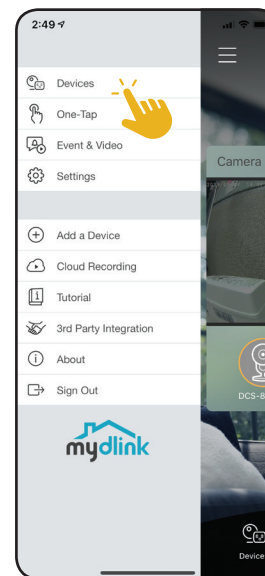 2:49
Devices
One-Tap
Event & Video
Settings
Add a Device
Cloud Recording
Tutorial
3rd Party Integration
About
Sign Out
mydlink
Camera
DCS-8
Device